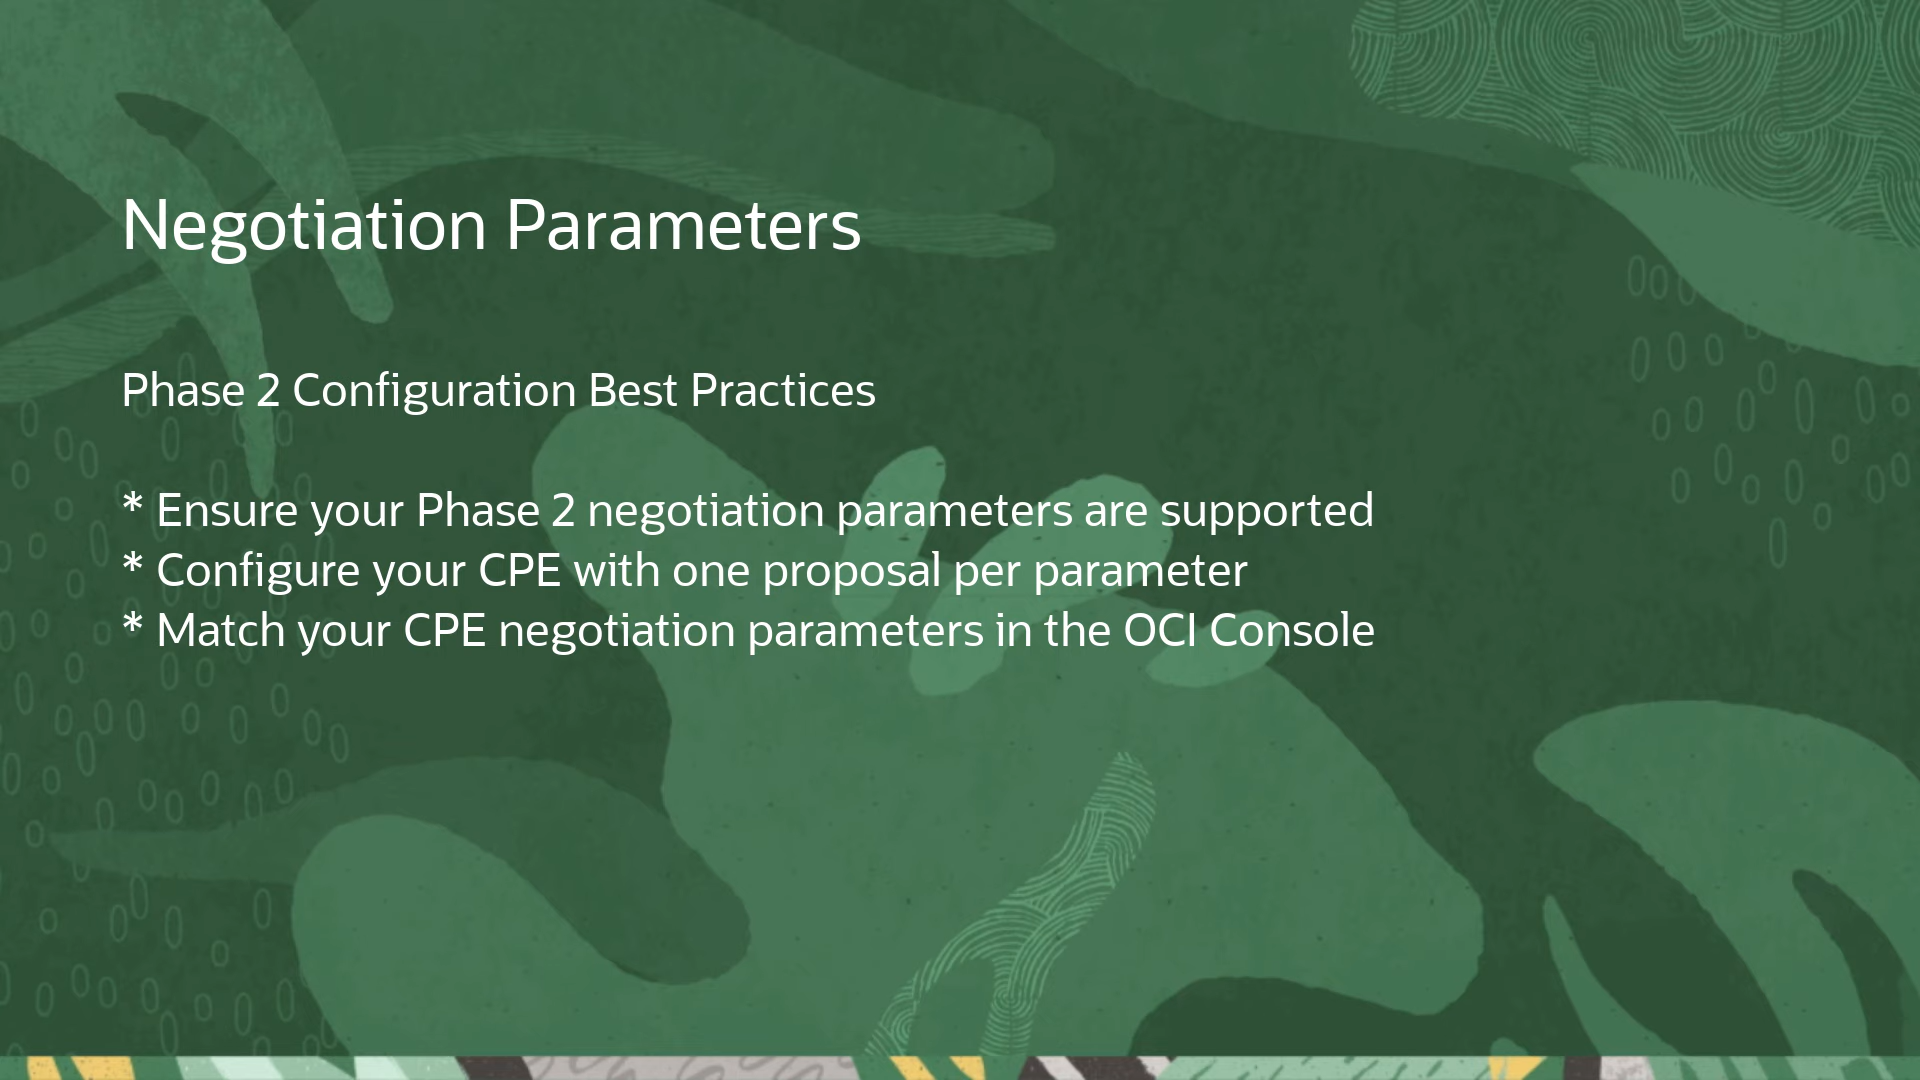 Negotiation Parameters
Phase 2 Configuration Best Practices
* Ensure your Phase 2 negotiation parameters are supported
* Configure your CPE with one proposal per parameter
* Match your CPE negotiation parameters in the OCI Console